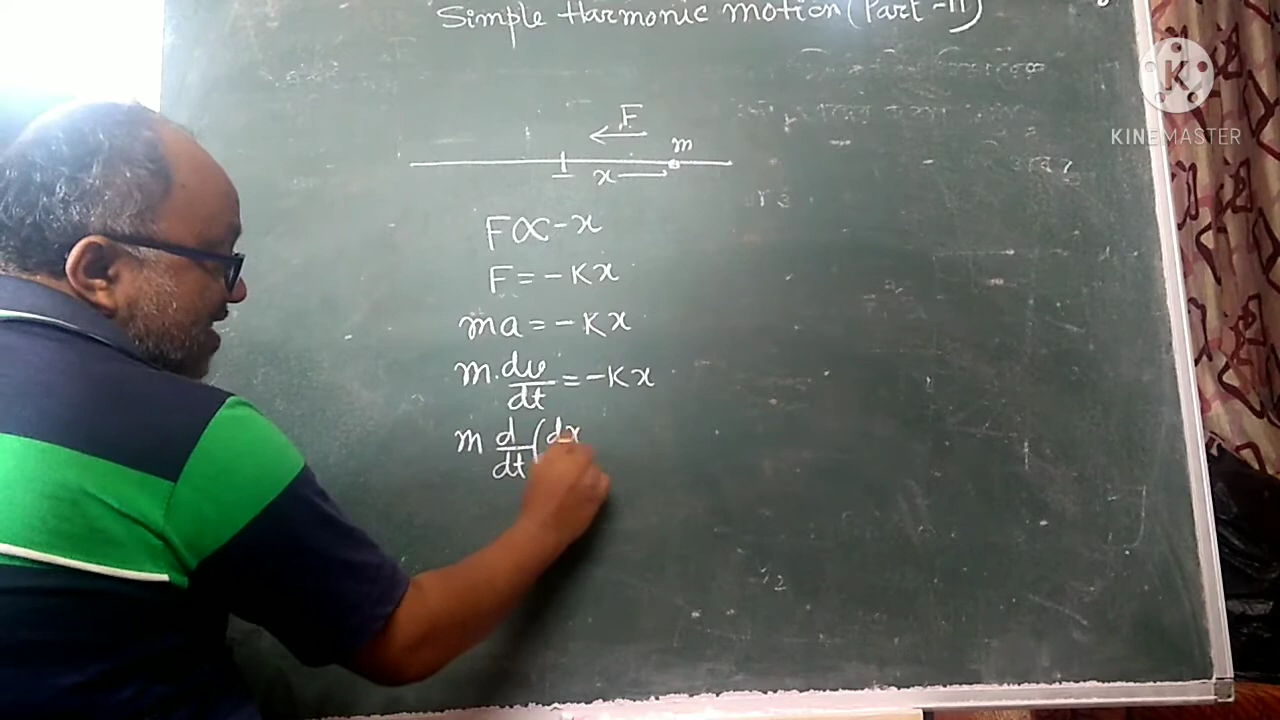 Simple Harmonic motion (Part-II)
F
m
x
F ∝ -x
F = -Kx
ma = -Kx
m. dv/dt = -Kx
m d/dt (dx
K
KINEMASTER